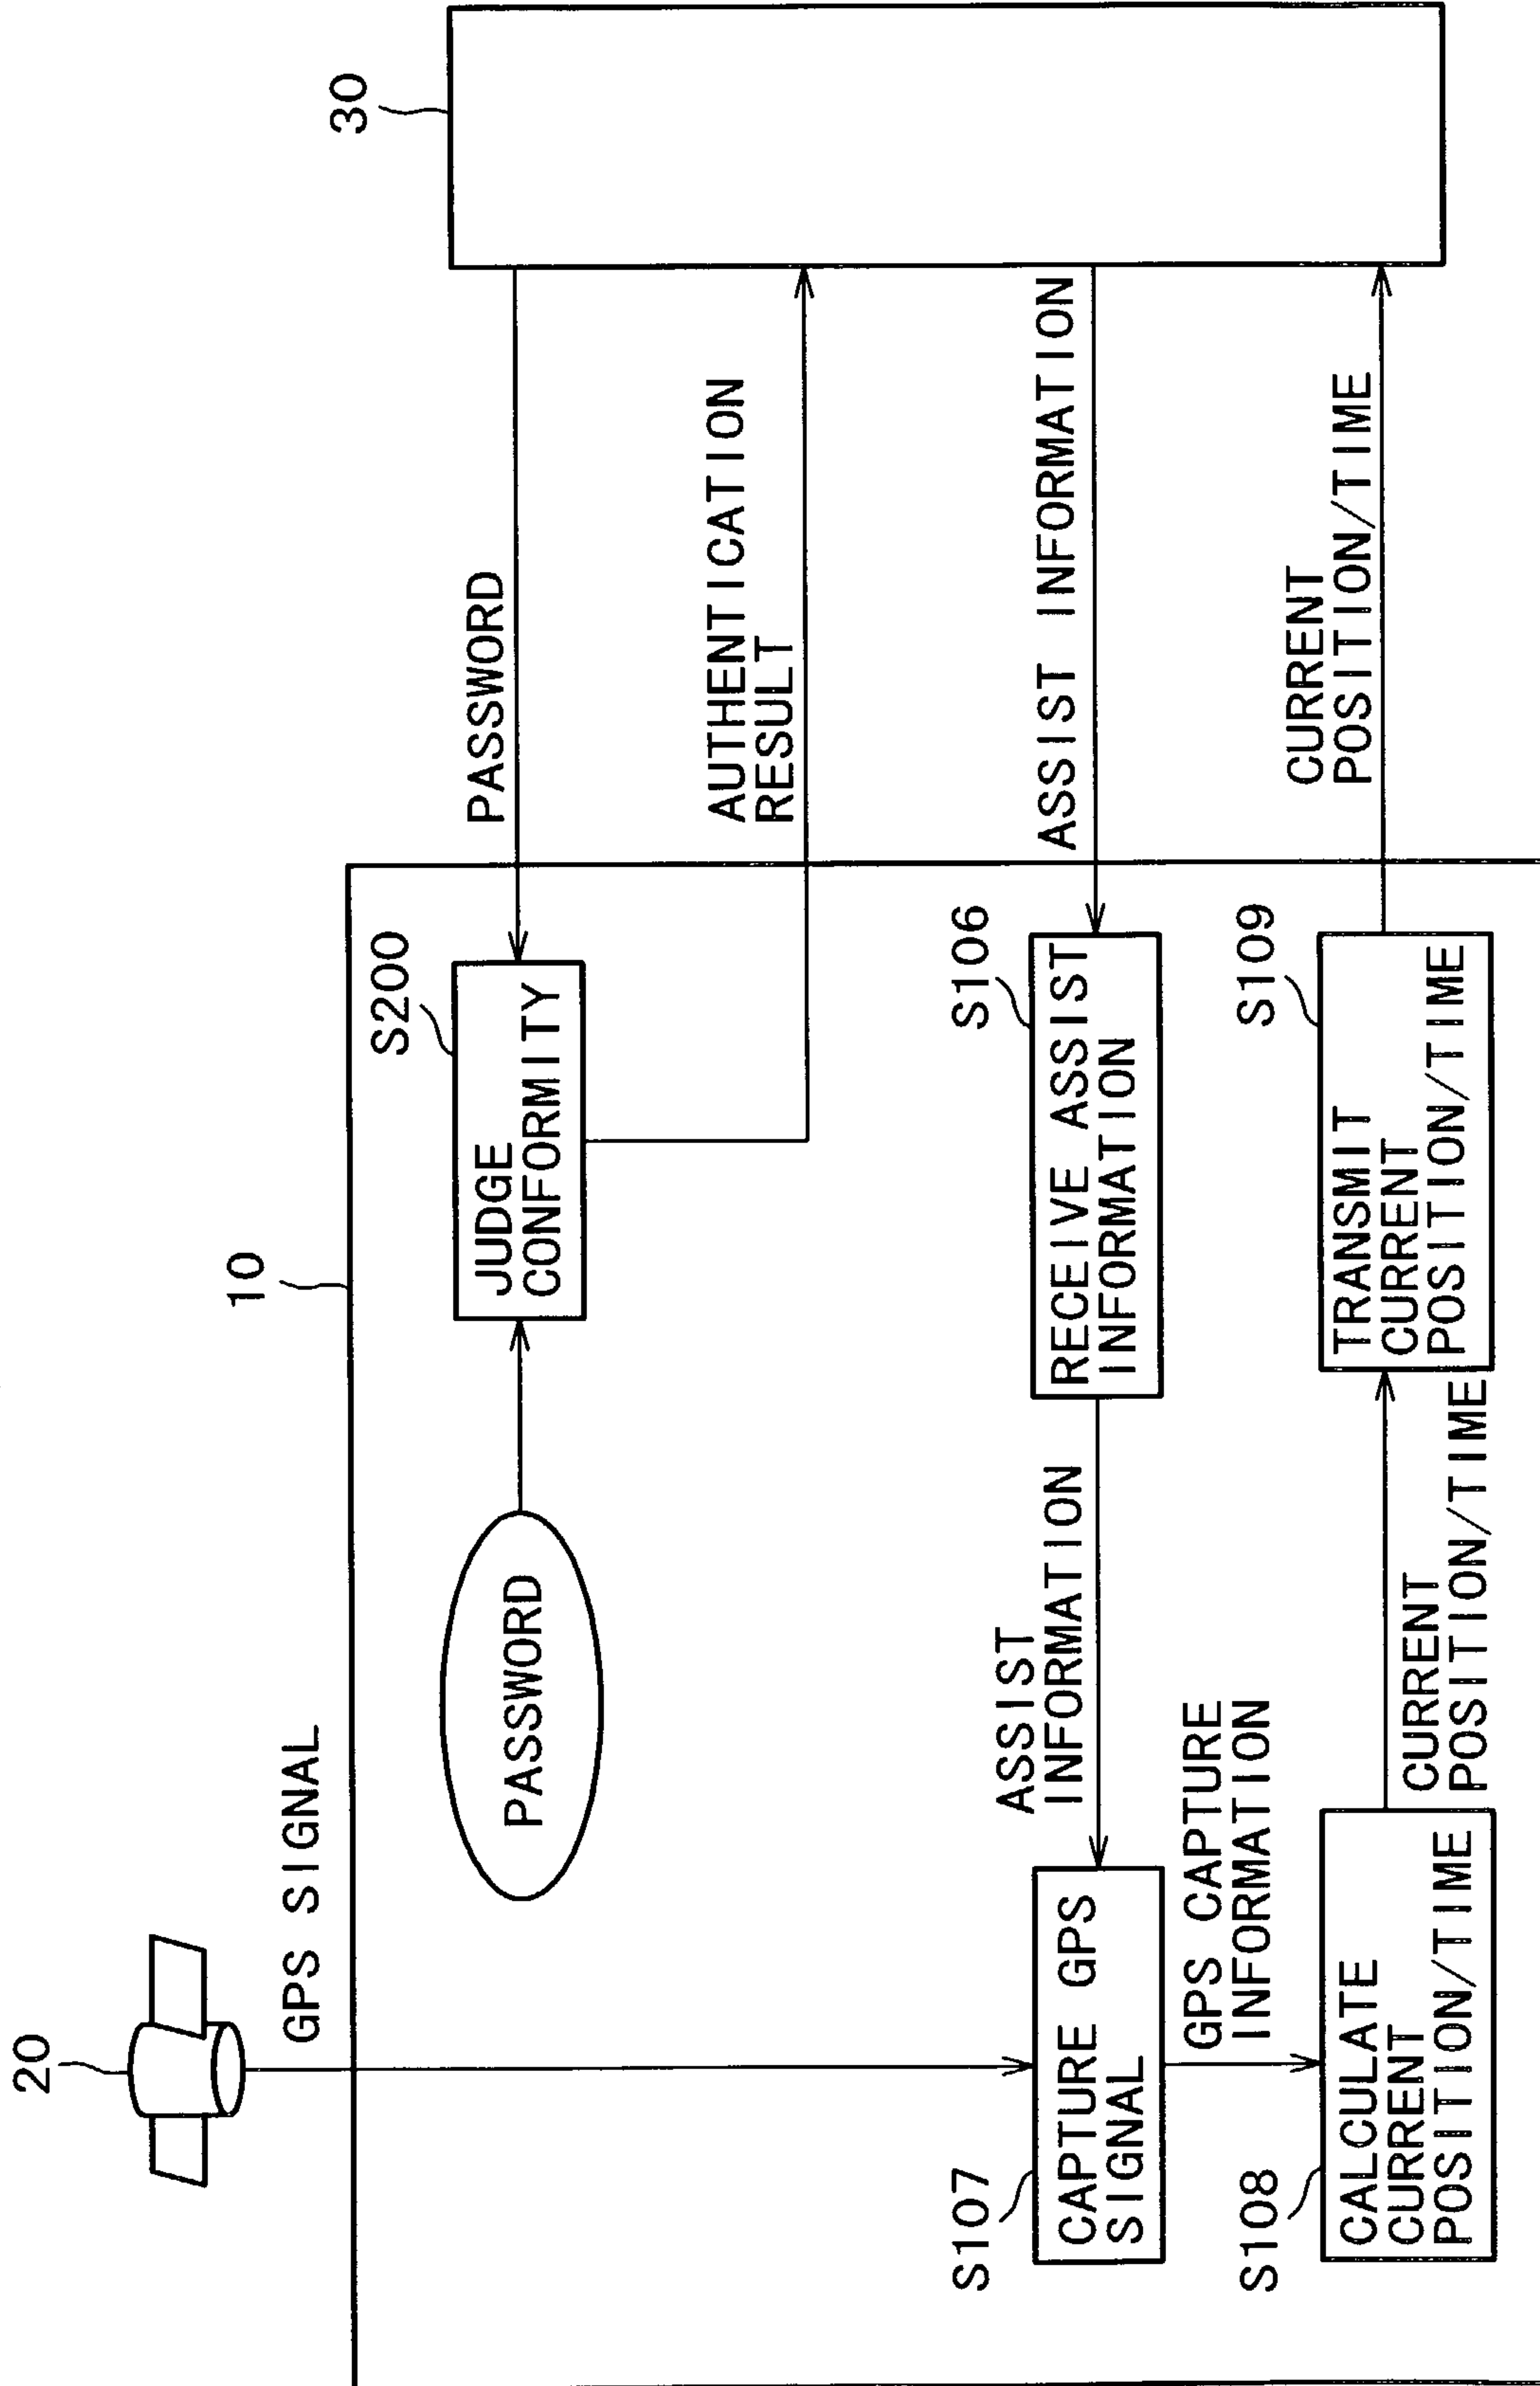 20
GPS SIGNAL
10
30
PASSWORD
S200
JUDGE
CONFORMITY
PASSWORD
AUTHENTICATION
RESULT
S107
CAPTURE GPS
SIGNAL
ASSIST
INFORMATION
S106
RECEIVE ASSIST
INFORMATION
ASSIST INFORMATION
GPS CAPTURE
INFORMATION
S108
CALCULATE
CURRENT
POSITION/TIME
CURRENT
POSITION/TIME
S109
TRANSMIT
CURRENT
POSITION/TIME
CURRENT
POSITION/TIME